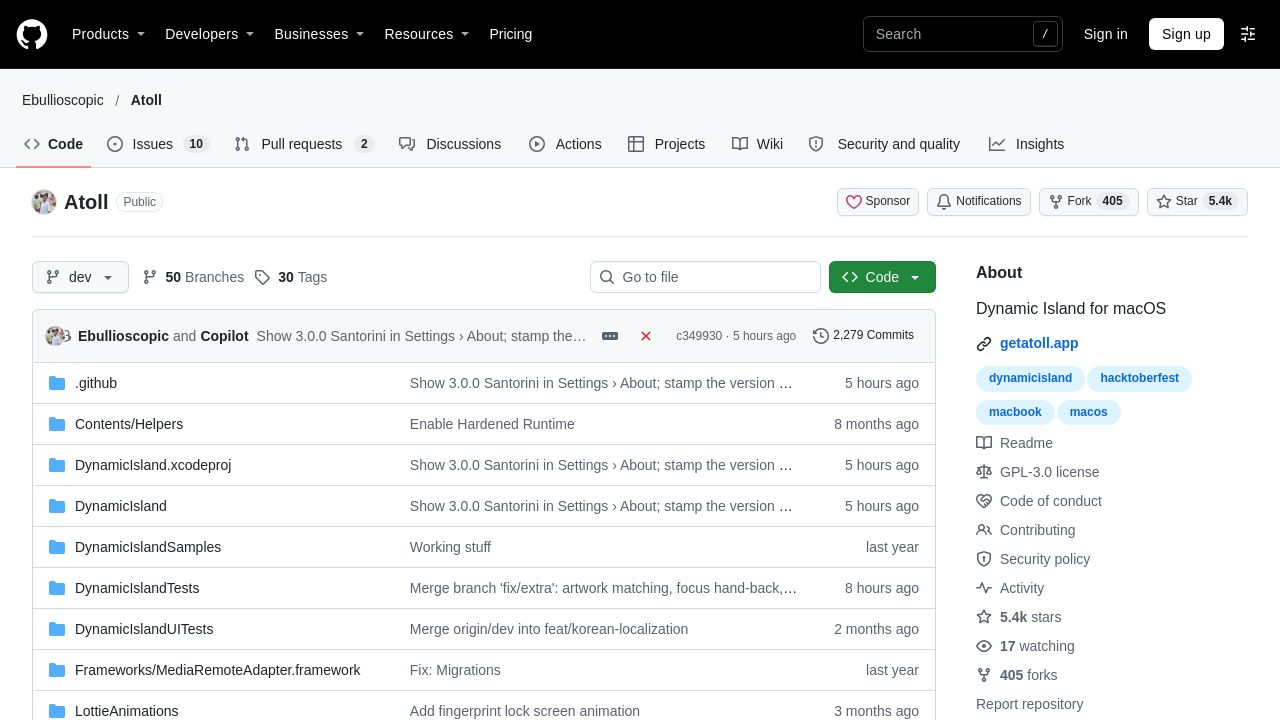 Products Developers Businesses Resources Pricing Search / Sign in Sign up
Ebullioscopic / Atoll
Code Issues 10 Pull requests 2 Discussions Actions Projects Wiki Security and quality Insights
Atoll Public Sponsor Notifications Fork 405 Star 5.4k
dev 50 Branches 30 Tags Go to file Code
Ebullioscopic and Copilot Show 3.0.0 Santorini in Settings › About; stamp the… c349930 · 5 hours ago 2,279 Commits
.github Show 3.0.0 Santorini in Settings › About; stamp the version … 5 hours ago
Contents/Helpers Enable Hardened Runtime 8 months ago
DynamicIsland.xcodeproj Show 3.0.0 Santorini in Settings › About; stamp the version … 5 hours ago
DynamicIsland Show 3.0.0 Santorini in Settings › About; stamp the version … 5 hours ago
DynamicIslandSamples Working stuff last year
DynamicIslandTests Merge branch 'fix/extra': artwork matching, focus hand-back,… 8 hours ago
DynamicIslandUITests Merge origin/dev into feat/korean-localization 2 months ago
Frameworks/MediaRemoteAdapter.framework Fix: Migrations last year
LottieAnimations Add fingerprint lock screen animation 3 months ago
About
Dynamic Island for macOS
getatoll.app
dynamicisland hacktoberfest
macbook macos
Readme
GPL-3.0 license
Code of conduct
Contributing
Security policy
Activity
5.4k stars
17 watching
405 forks
Report repository